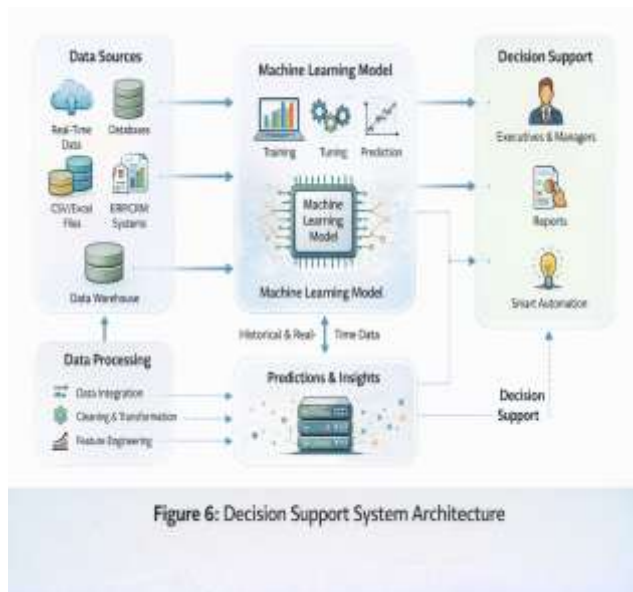 Data Sources
Real-Time
Data
Databases
CSV/Excel
Files
ERP/CRM
Systems
Data Warehouse
Machine Learning Model
Training
Tuning
Prediction
Machine
Learning
Model
Machine Learning Model
Decision Support
Executives & Managers
Reports
Smart Automation
Historical & Real-
Time Data
Data Processing
Data Integration
Cleaning & Transformation
Feature Engineering
Predictions & Insights
Decision
Support
Figure 6: Decision Support System Architecture